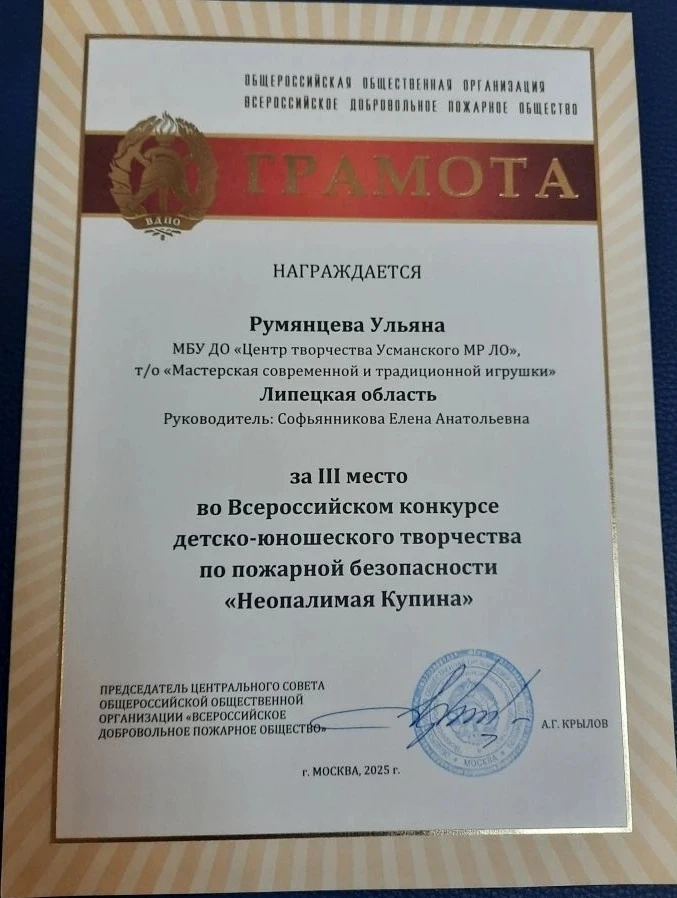 ОБЩЕРОССИЙСКАЯ ОБЩЕСТВЕННАЯ ОРГАНИЗАЦИЯ
ВСЕРОССИЙСКОЕ ДОБРОВОЛЬНОЕ ПОЖАРНОЕ ОБЩЕСТВО
ГРАМОТА
ВДПО
НАГРАЖДАЕТСЯ
Румянцева Ульяна
МБУ ДО «Центр творчества Усманского МР ЛО»,
т/о «Мастерская современной и традиционной игрушки»
Липецкая область
Руководитель: Софьянникова Елена Анатольевна
за III место
во Всероссийском конкурсе
детско-юношеского творчества
по пожарной безопасности
«Неопалимая Купина»
ПРЕДСЕДАТЕЛЬ ЦЕНТРАЛЬНОГО СОВЕТА
ОБЩЕРОССИЙСКОЙ ОБЩЕСТВЕННОЙ
ОРГАНИЗАЦИИ «ВСЕРОССИЙСКОЕ
ДОБРОВОЛЬНОЕ ПОЖАРНОЕ ОБЩЕСТВО»
А.Г. КРЫЛОВ
МОСКВА
г. МОСКВА, 2025 г.